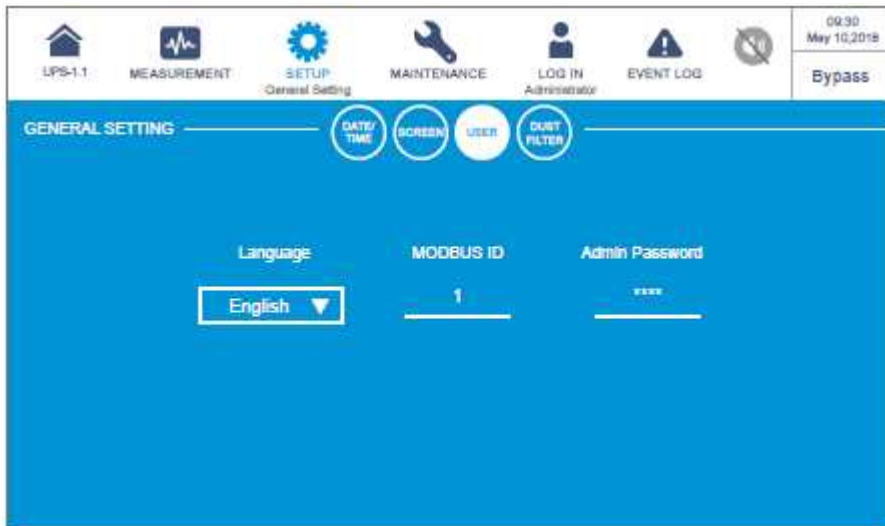 09:30
May 10,2018
UPS-1.1
MEASUREMENT
SETUP
General Setting
MAINTENANCE
LOG IN
Administrator
EVENT LOG
Bypass
GENERAL SETTING
DATE/
TIME
SCREEN
USER
DUST
FILTER
Language
MODBUS ID
Admin Password
English
1
****